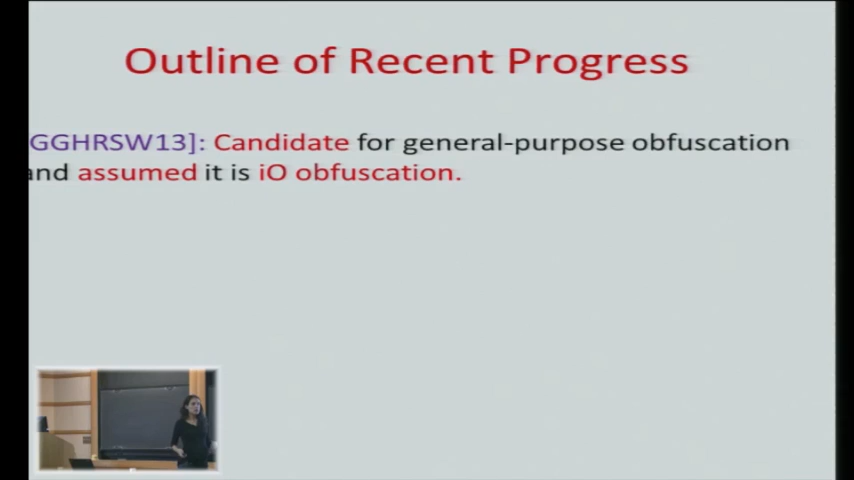 Outline of Recent Progress
GGHRSW13]: Candidate for general-purpose obfuscation
and assumed it is iO obfuscation.